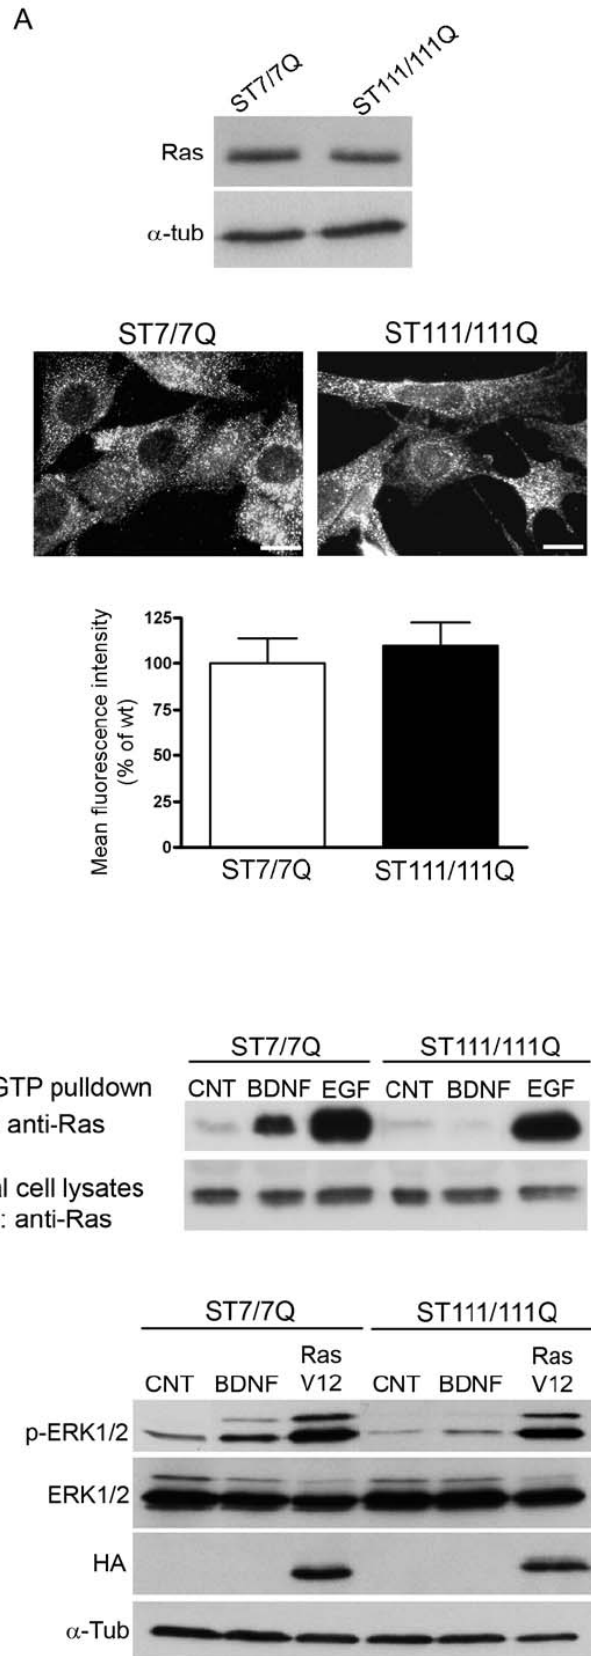 A
ST7/7Q ST111/111Q
Ras
α-tub
ST7/7Q ST111/111Q
Mean fluorescence intensity
(% of wt)
125
100
75
50
25
0
ST7/7Q ST111/111Q
ST7/7Q ST111/111Q
GTP pulldown CNT BDNF EGF CNT BDNF EGF
anti-Ras
al cell lysates
: anti-Ras
ST7/7Q ST111/111Q
Ras Ras
CNT BDNF V12 CNT BDNF V12
p-ERK1/2
ERK1/2
HA
α-Tub